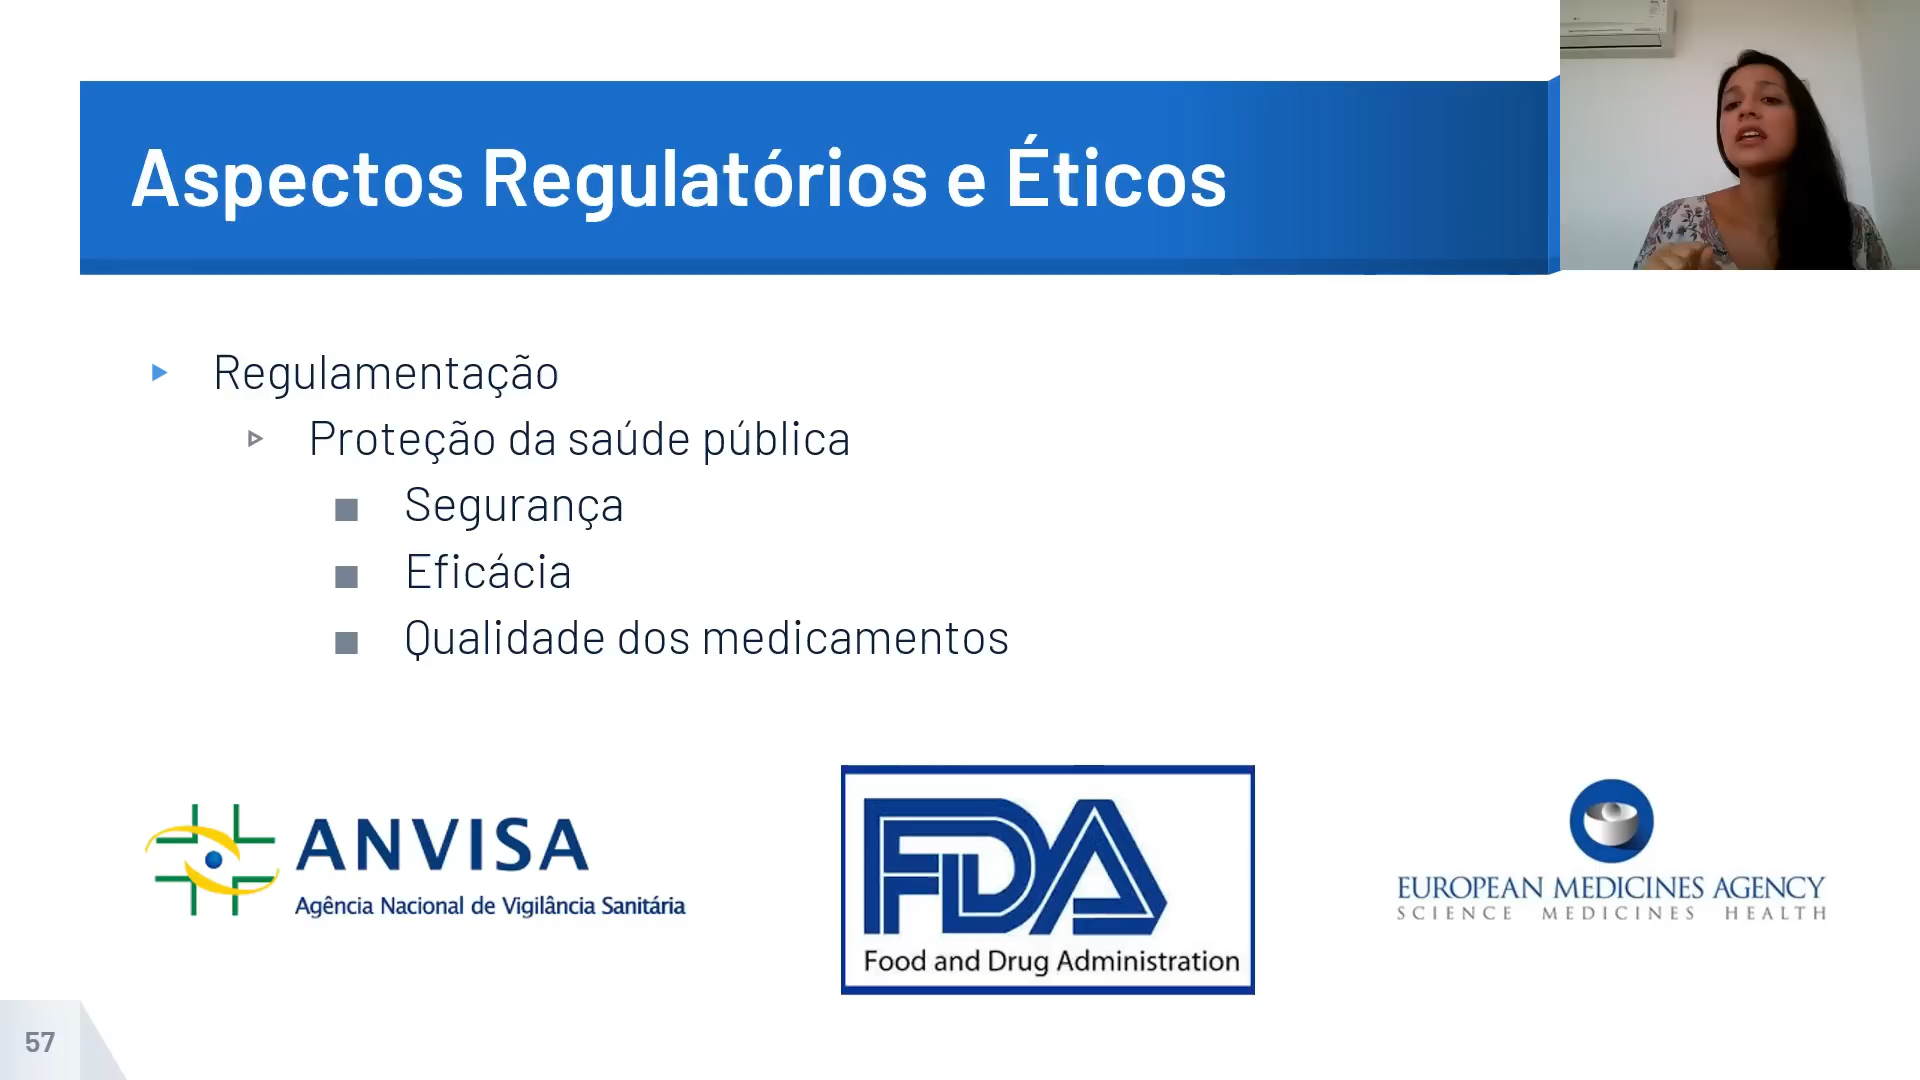 Aspectos Regulatórios e Éticos
Regulamentação
Proteção da saúde pública
Segurança
Eficácia
Qualidade dos medicamentos
ANVISA
Agência Nacional de Vigilância Sanitária
FDA
Food and Drug Administration
EUROPEAN MEDICINES AGENCY
SCIENCE MEDICINES HEALTH
57